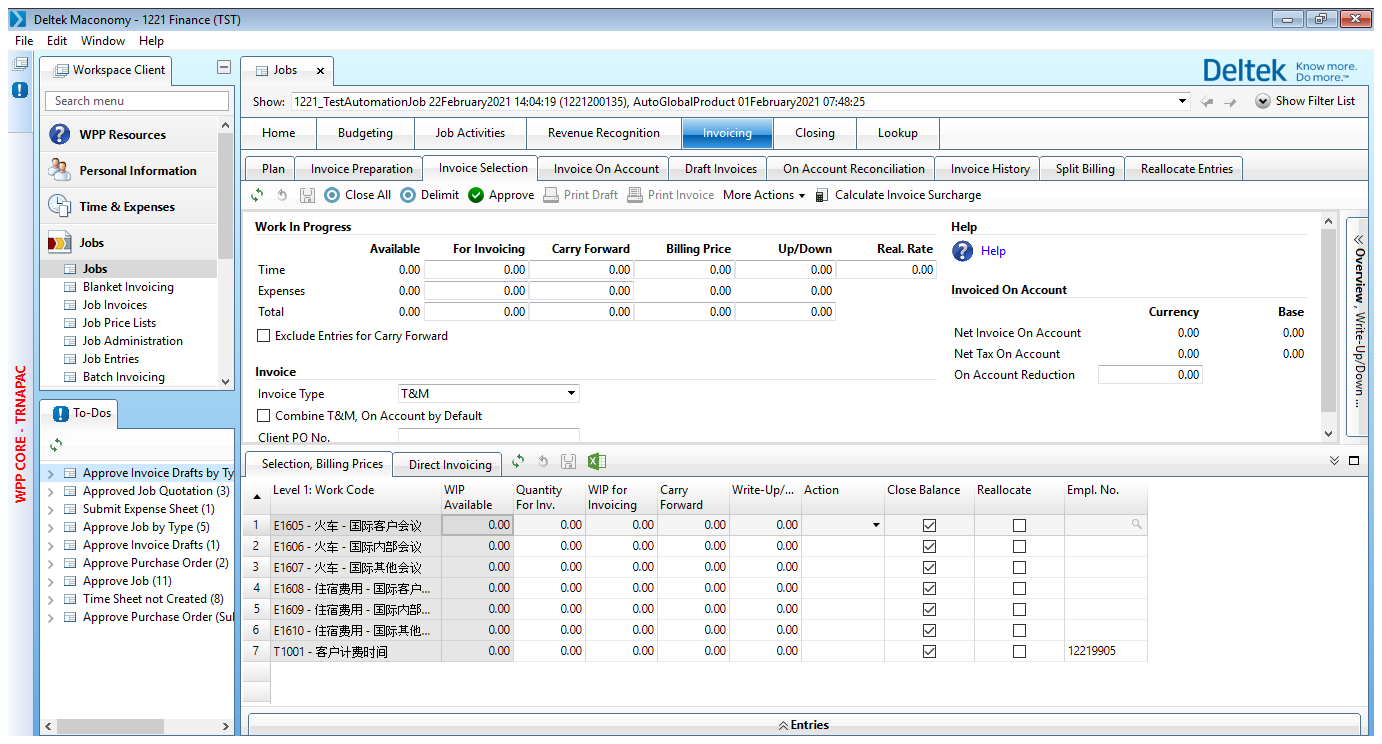 Deltek Maconomy - 1221 Finance (TST)
File Edit Window Help
WPP CORE - TRNAPAC
Workspace Client
Search menu
WPP Resources
Personal Information
Time & Expenses
Jobs
Jobs
Blanket Invoicing
Job Invoices
Job Price Lists
Job Administration
Job Entries
Batch Invoicing
To-Dos
Approve Invoice Drafts by Ty
Approved Job Quotation (3)
Submit Expense Sheet (1)
Approve Job by Type (5)
Approve Invoice Drafts (1)
Approve Purchase Order (2)
Approve Job (11)
Time Sheet not Created (8)
Approve Purchase Order (Sul
Jobs x
Deltek Know more. Do more.™
Show: 1221_TestAutomationJob 22February2021 14:04:19 (1221200135), AutoGlobalProduct 01February2021 07:48:25 Show Filter List
Home Budgeting Job Activities Revenue Recognition Invoicing Closing Lookup
Plan Invoice Preparation Invoice Selection Invoice On Account Draft Invoices On Account Reconciliation Invoice History Split Billing Reallocate Entries
Close All Delimit Approve Print Draft Print Invoice More Actions Calculate Invoice Surcharge
Work In Progress
Available For Invoicing Carry Forward Billing Price Up/Down Real. Rate
Time 0.00 0.00 0.00 0.00 0.00 0.00
Expenses 0.00 0.00 0.00 0.00 0.00
Total 0.00 0.00 0.00 0.00 0.00
Exclude Entries for Carry Forward
Invoice
Invoice Type T&M
Combine T&M, On Account by Default
Client PO No.
Help
Help
Invoiced On Account
Currency Base
Net Invoice On Account 0.00 0.00
Net Tax On Account 0.00 0.00
On Account Reduction 0.00
Overview, Write-Up/Down ...
Selection, Billing Prices Direct Invoicing
Level 1: Work Code WIP Available Quantity For Inv. WIP for Invoicing Carry Forward Write-Up/... Action Close Balance Reallocate Empl. No.
1 E1605 - 火车 - 国际客户会议 0.00 0.00 0.00 0.00 0.00
2 E1606 - 火车 - 国际内部会议 0.00 0.00 0.00 0.00 0.00
3 E1607 - 火车 - 国际其他会议 0.00 0.00 0.00 0.00 0.00
4 E1608 - 住宿费用 - 国际客户... 0.00 0.00 0.00 0.00 0.00
5 E1609 - 住宿费用 - 国际内部... 0.00 0.00 0.00 0.00 0.00
6 E1610 - 住宿费用 - 国际其他... 0.00 0.00 0.00 0.00 0.00
7 T1001 - 客户计费时间 0.00 0.00 0.00 0.00 0.00 12219905
Entries